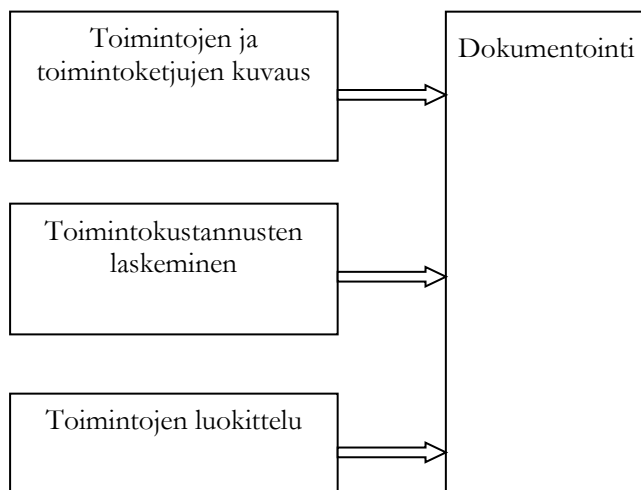 Toimintojen ja
toimintoketjujen kuvaus
Dokumentointi
Toimintokustannusten
laskeminen
Toimintojen luokittelu